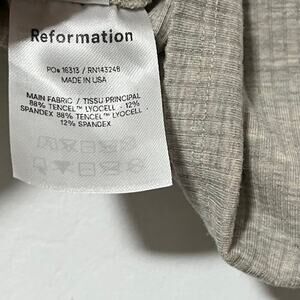 Reformation
PO# 16313 / RN143248
MADE IN USA
MAIN FABRIC / TISSU PRINCIPAL
88% TENCEL™ LYOCELL - 12%
SPANDEX 88% TENCEL™ LYOCELL -
12% SPANDEX